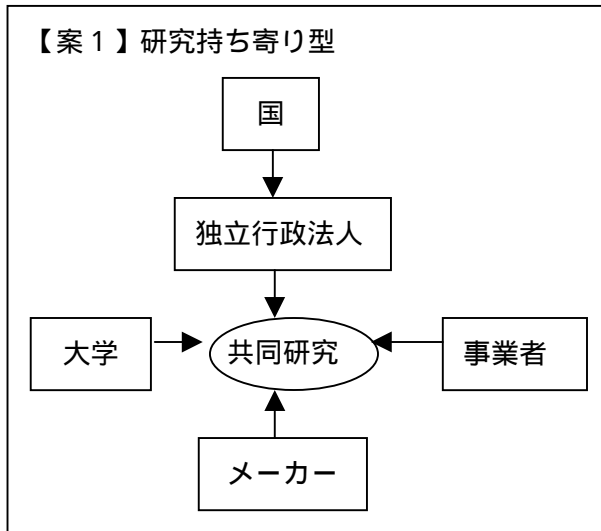 【案1】研究持ち寄り型
国
独立行政法人
大学
共同研究
事業者
メーカー